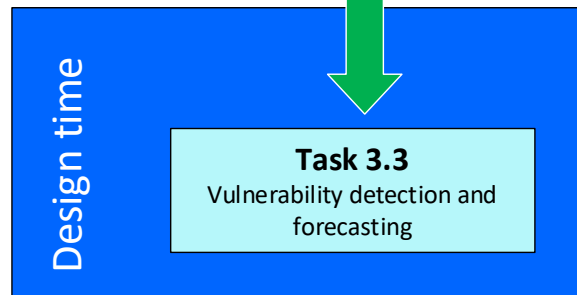 Design time
Task 3.3
Vulnerability detection and
forecasting